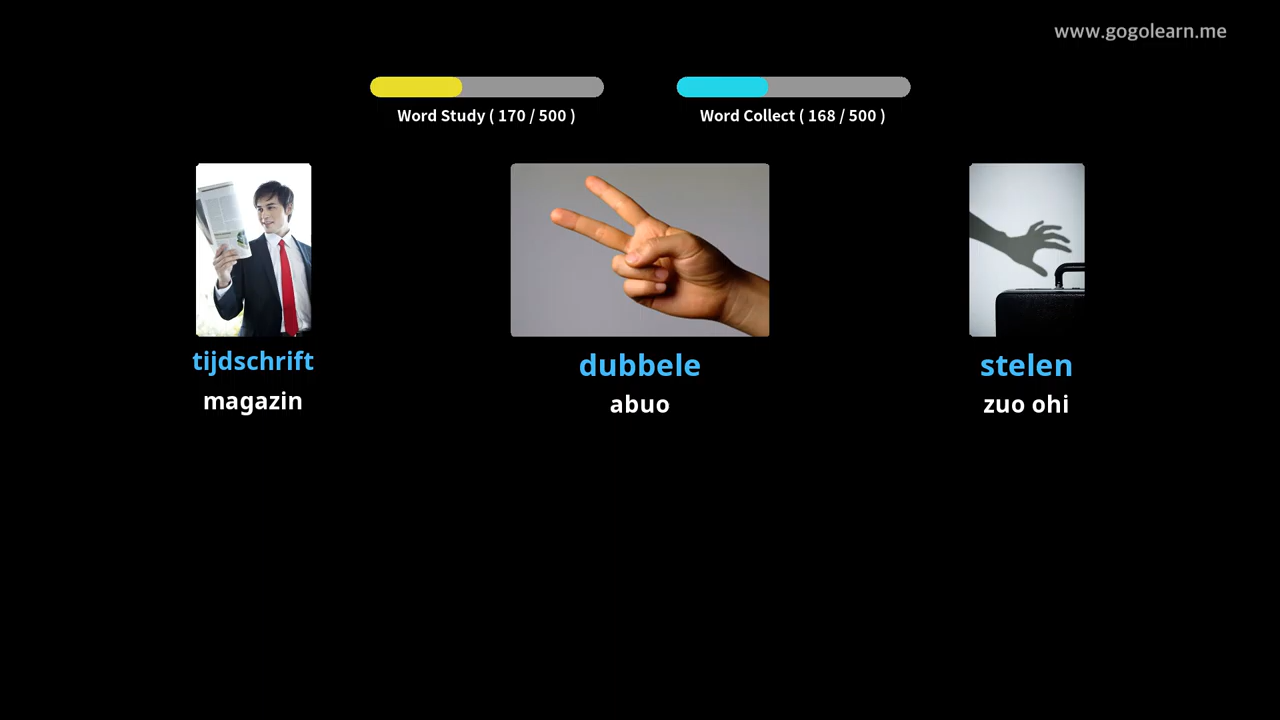 www.gogolearn.me
Word Study ( 170 / 500 )
Word Collect ( 168 / 500 )
tijdschrift
magazin
dubbele
abuo
stelen
zuo ohi